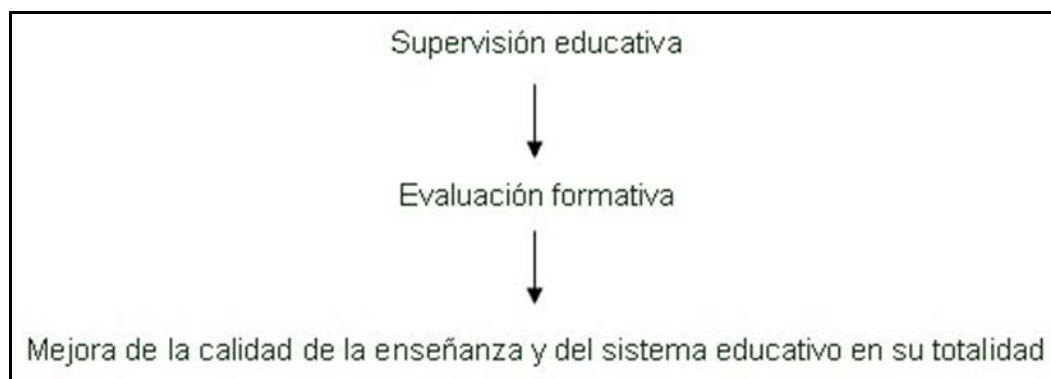 Supervisión educativa
Evaluación formativa
Mejora de la calidad de la enseñanza y del sistema educativo en su totalidad